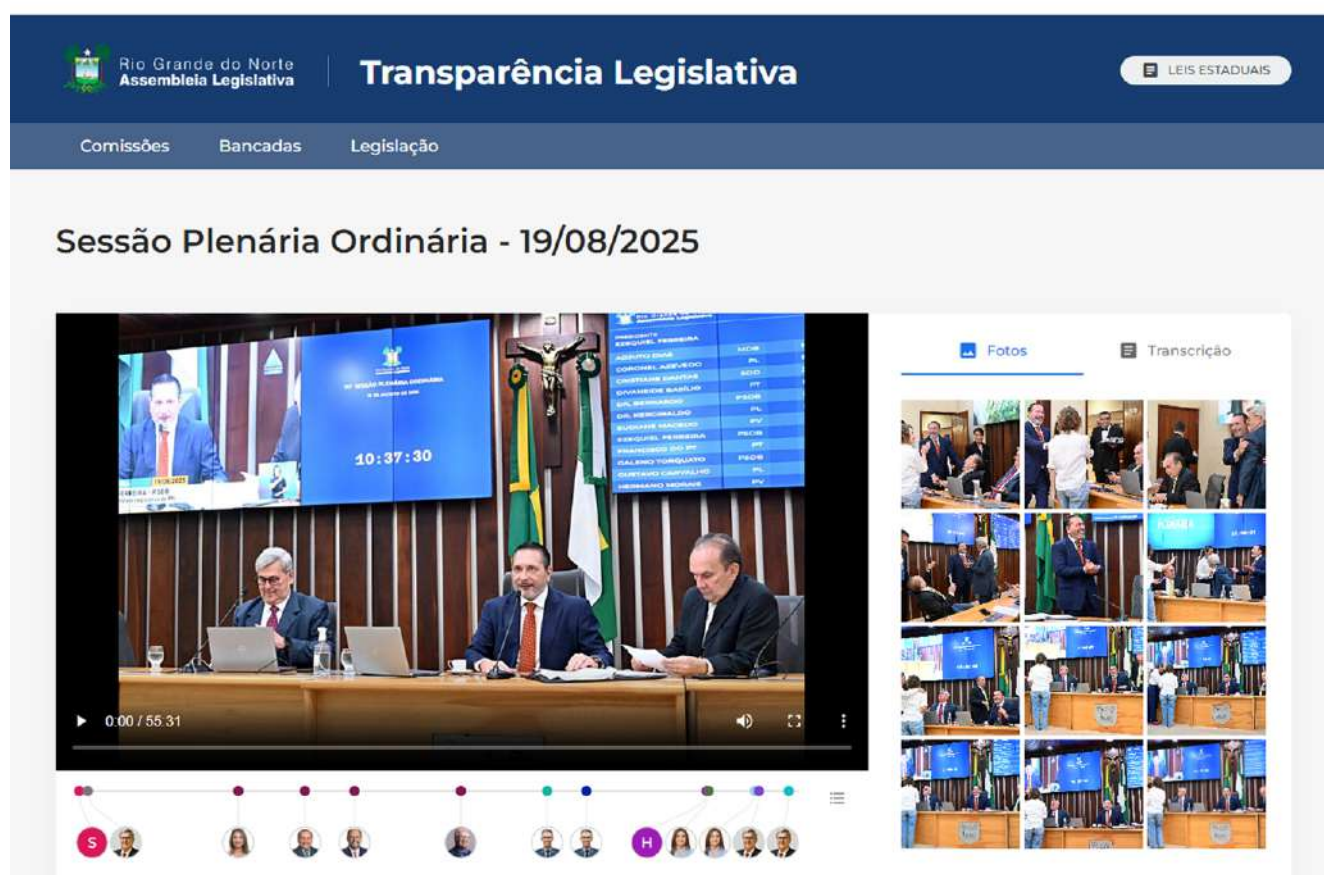 Rio Grande do Norte
Assembleia Legislativa
Transparência Legislativa
LEIS ESTADUAIS
Comissões
Bancadas
Legislação
Sessão Plenária Ordinária - 19/08/2025
10:37:30
19/08/2025
PRESIDENTE
EZEQUIEL FERREIRA
ADJUTO DIAS MDB
CORONEL AZEVEDO PL
CRISTIANE DANTAS SDD
DIVANEIDE BASÍLIO PT
DR. BERNARDO PSDB
DR. KERGINALDO PL
EUDIANE MACEDO PV
EZEQUIEL FERREIRA PSDB
FRANCISCO DO PT PT
GALENO TORQUATO PSDB
GUSTAVO CARVALHO PL
HERMANO MORAIS PV
0:00 / 55:31
Fotos
Transcrição
S
H